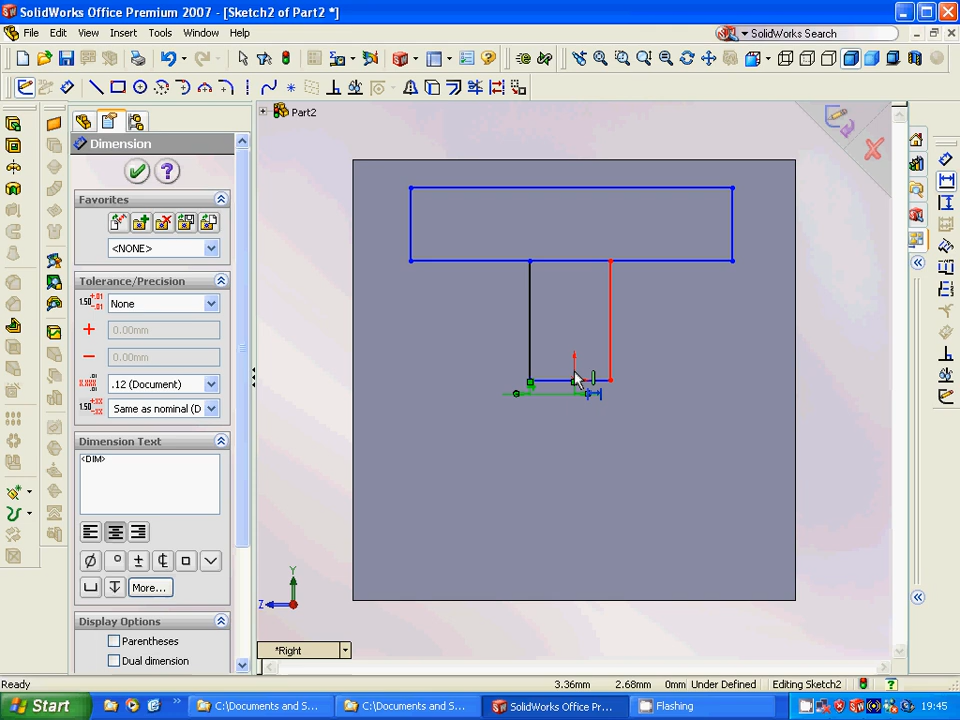 SolidWorks Office Premium 2007 - [Sketch2 of Part2 *]
File Edit View Insert Tools Window Help
SolidWorks Search
Part2
Dimension
Favorites
<NONE>
Tolerance/Precision
None
0.00mm
0.00mm
.12 (Document)
Same as nominal (D
Dimension Text
<DIM>
More...
Display Options
Parentheses
Dual dimension
Y
Z
*Right
Ready
3.36mm 2.68mm 0mm Under Defined Editing Sketch2
Start
C:\Documents and S...
C:\Documents and S...
SolidWorks Office Pr...
Flashing
19:45